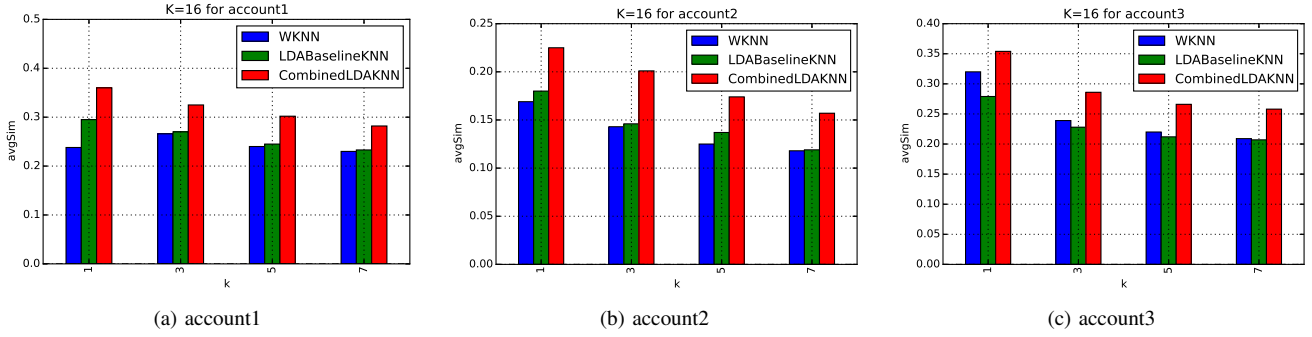 K=16 for account1
0.5
0.4
0.3
0.2
0.1
0.0
avgSim
WKNN
LDABaselineKNN
CombinedLDAKNN
1
3
5
7
k
(a) account1
K=16 for account2
0.25
0.20
0.15
0.10
0.05
0.00
avgSim
WKNN
LDABaselineKNN
CombinedLDAKNN
1
3
5
7
k
(b) account2
K=16 for account3
0.40
0.35
0.30
0.25
0.20
0.15
0.10
0.05
0.00
avgSim
WKNN
LDABaselineKNN
CombinedLDAKNN
1
3
5
7
k
(c) account3